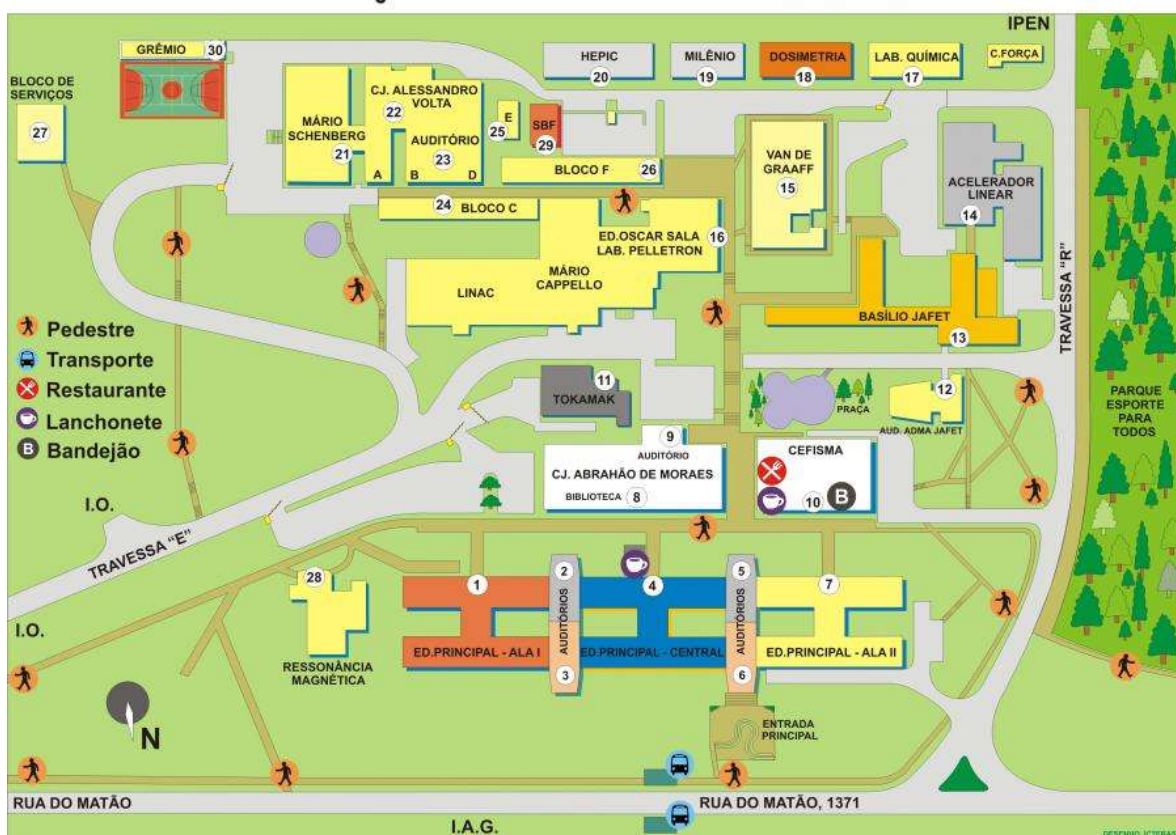 IPEN
GRÊMIO 30
HEPIC
20
MILÊNIO
19
DOSIMETRIA
18
LAB. QUÍMICA
17
C.FORÇA
BLOCO DE
SERVIÇOS
27
MÁRIO
SCHENBERG
21
CJ. ALESSANDRO
VOLTA
22
AUDITÓRIO
23
A B D
E
25
SBF
29
BLOCO F 26
VAN DE
GRAAFF
15
ACELERADOR
LINEAR
14
24 BLOCO C
ED.OSCAR SALA
LAB. PELLETRON
16
MÁRIO
CAPPELLO
LINAC
BASÍLIO JAFET
13
TRAVESSA "R"
PARQUE
ESPORTE
PARA
TODOS
Pedestre
Transporte
Restaurante
Lanchonete
B Bandejão
11
TOKAMAK
PRAÇA
12
AUD. ADMA JAFET
9
AUDITÓRIO
CJ. ABRAHÃO DE MORAES
BIBLIOTECA 8
CEFISMA
10 B
I.O.
TRAVESSA "E"
I.O.
28
RESSONÂNCIA
MAGNÉTICA
1
ED.PRINCIPAL - ALA I
2
AUDITÓRIOS
3
4
ED.PRINCIPAL - CENTRAL
5
AUDITÓRIOS
6
7
ED.PRINCIPAL - ALA II
N
ENTRADA
PRINCIPAL
RUA DO MATÃO
RUA DO MATÃO, 1371
I.A.G.